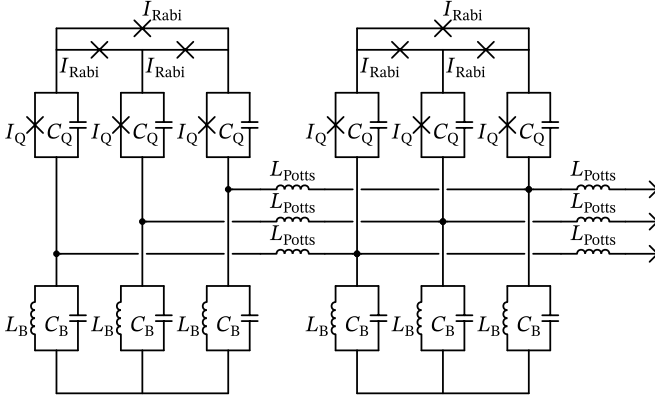 I_Rabi I_Rabi
I_Rabi I_Rabi I_Rabi I_Rabi
I_Q C_Q I_Q C_Q I_Q C_Q I_Q C_Q I_Q C_Q I_Q C_Q
L_Potts L_Potts
L_Potts L_Potts
L_Potts L_Potts
L_B C_B L_B C_B L_B C_B L_B C_B L_B C_B L_B C_B